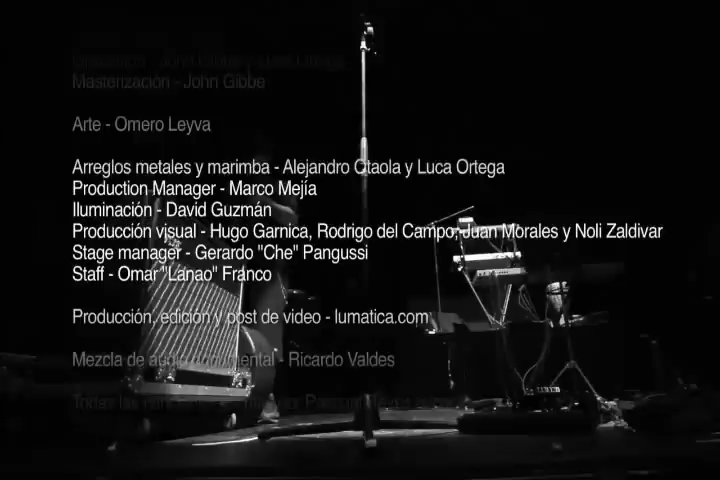 Masterización - John Gibbe
Arte - Omero Leyva
Arreglos metales y marimba - Alejandro Otaola y Luca Ortega
Production Manager - Marco Mejía
Iluminación - David Guzmán
Producción visual - Hugo Garnica, Rodrigo del Campo, Juan Morales y Noli Zaldivar
Stage manager - Gerardo "Che" Pangussi
Staff - Omar "Lanao" Franco
Producción, edición y post de video - lumatica.com
Mezcla de audio documental - Ricardo Valdes
Todas las